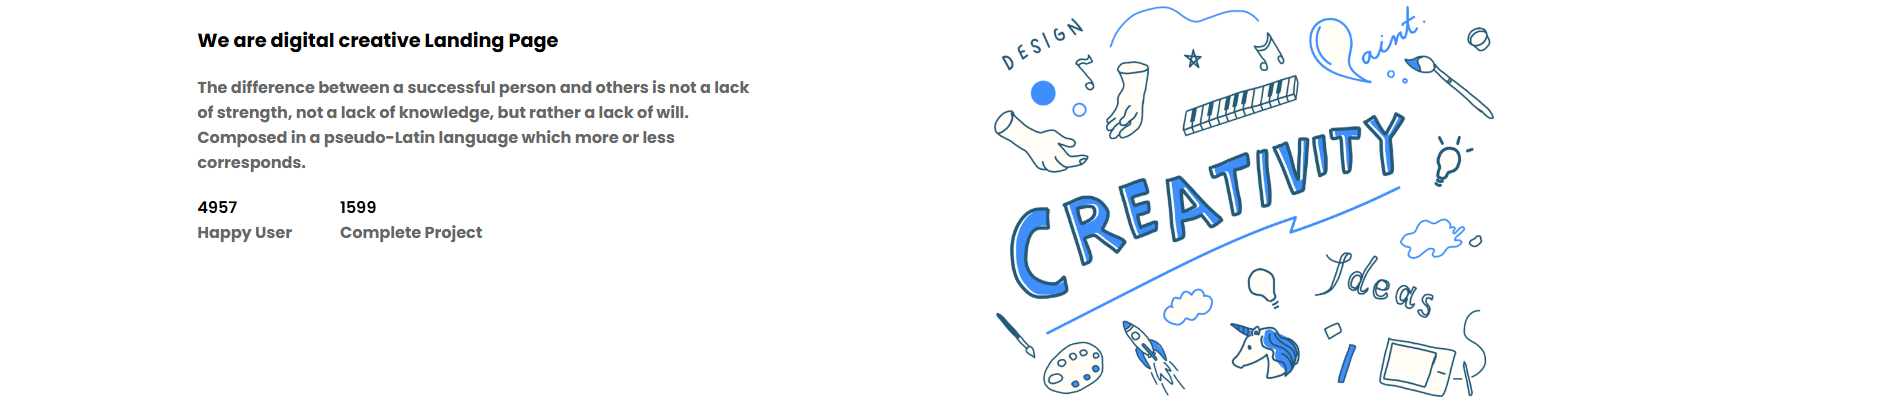 We are digital creative Landing Page
The difference between a successful person and others is not a lack
of strength, not a lack of knowledge, but rather a lack of will.
Composed in a pseudo-Latin language which more or less
corresponds.
4957
Happy User
1599
Complete Project
DESIGN
Paint.
CREATIVITY
Ideas